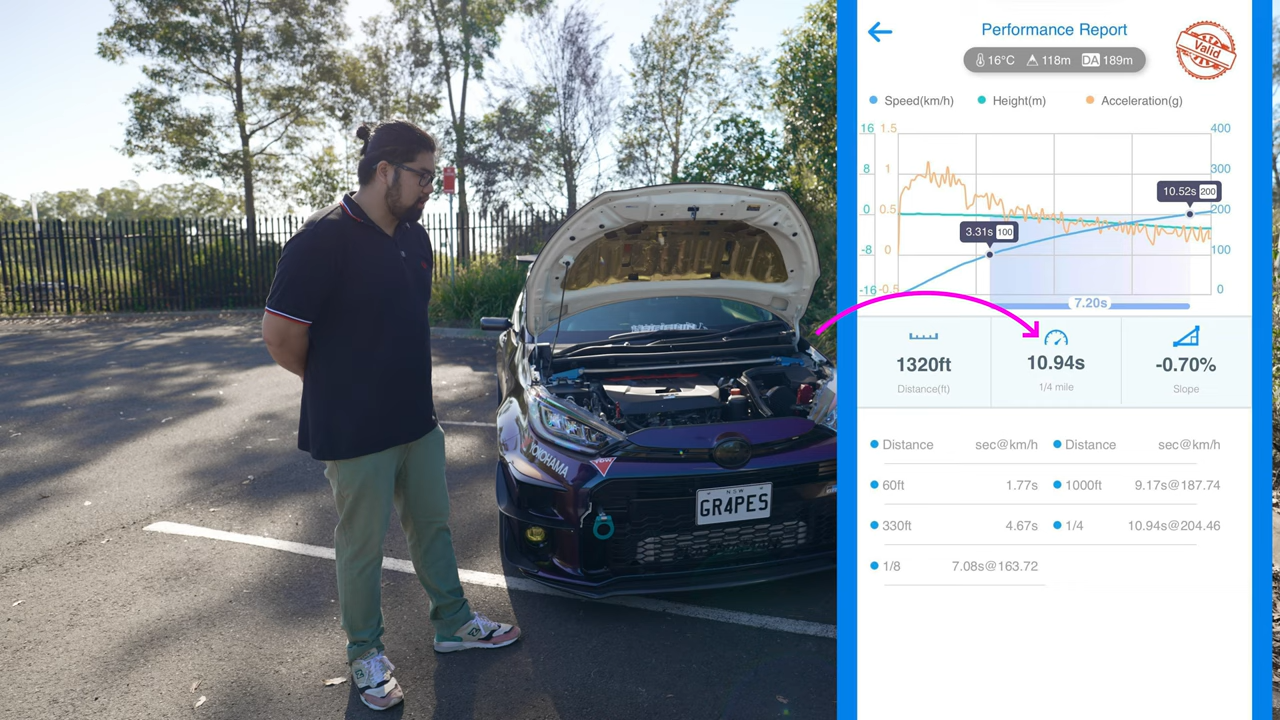 YOKOHAMA
NSW
GR4PES
Performance Report
Valid
16°C 118m DA 189m
Speed(km/h) Height(m) Acceleration(g)
16 1.5 400
8 1 300
0 0.5 200
-8 0 100
-16 -0.5 0
10.52s 200
3.31s 100
7.20s
1320ft 10.94s -0.70%
Distance(ft) 1/4 mile Slope
Distance sec@km/h Distance sec@km/h
60ft 1.77s 1000ft 9.17s@187.74
330ft 4.67s 1/4 10.94s@204.46
1/8 7.08s@163.72